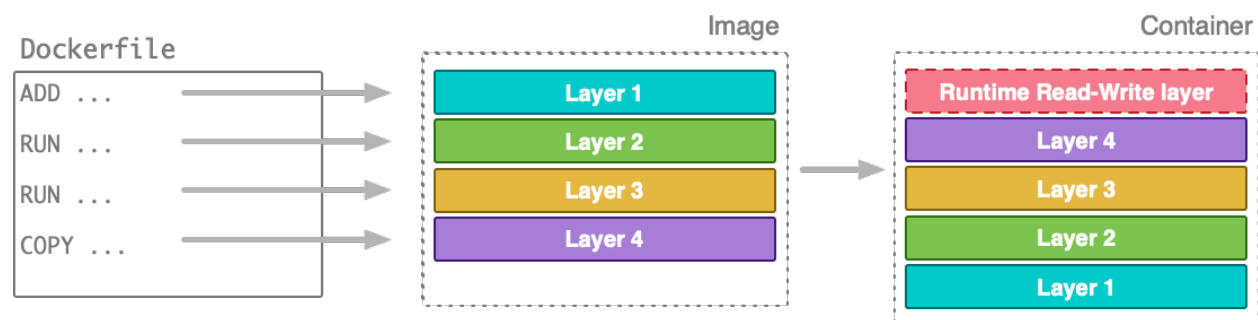 Dockerfile
ADD ...
RUN ...
RUN ...
COPY ...
Image
Layer 1
Layer 2
Layer 3
Layer 4
Container
Runtime Read-Write layer
Layer 4
Layer 3
Layer 2
Layer 1